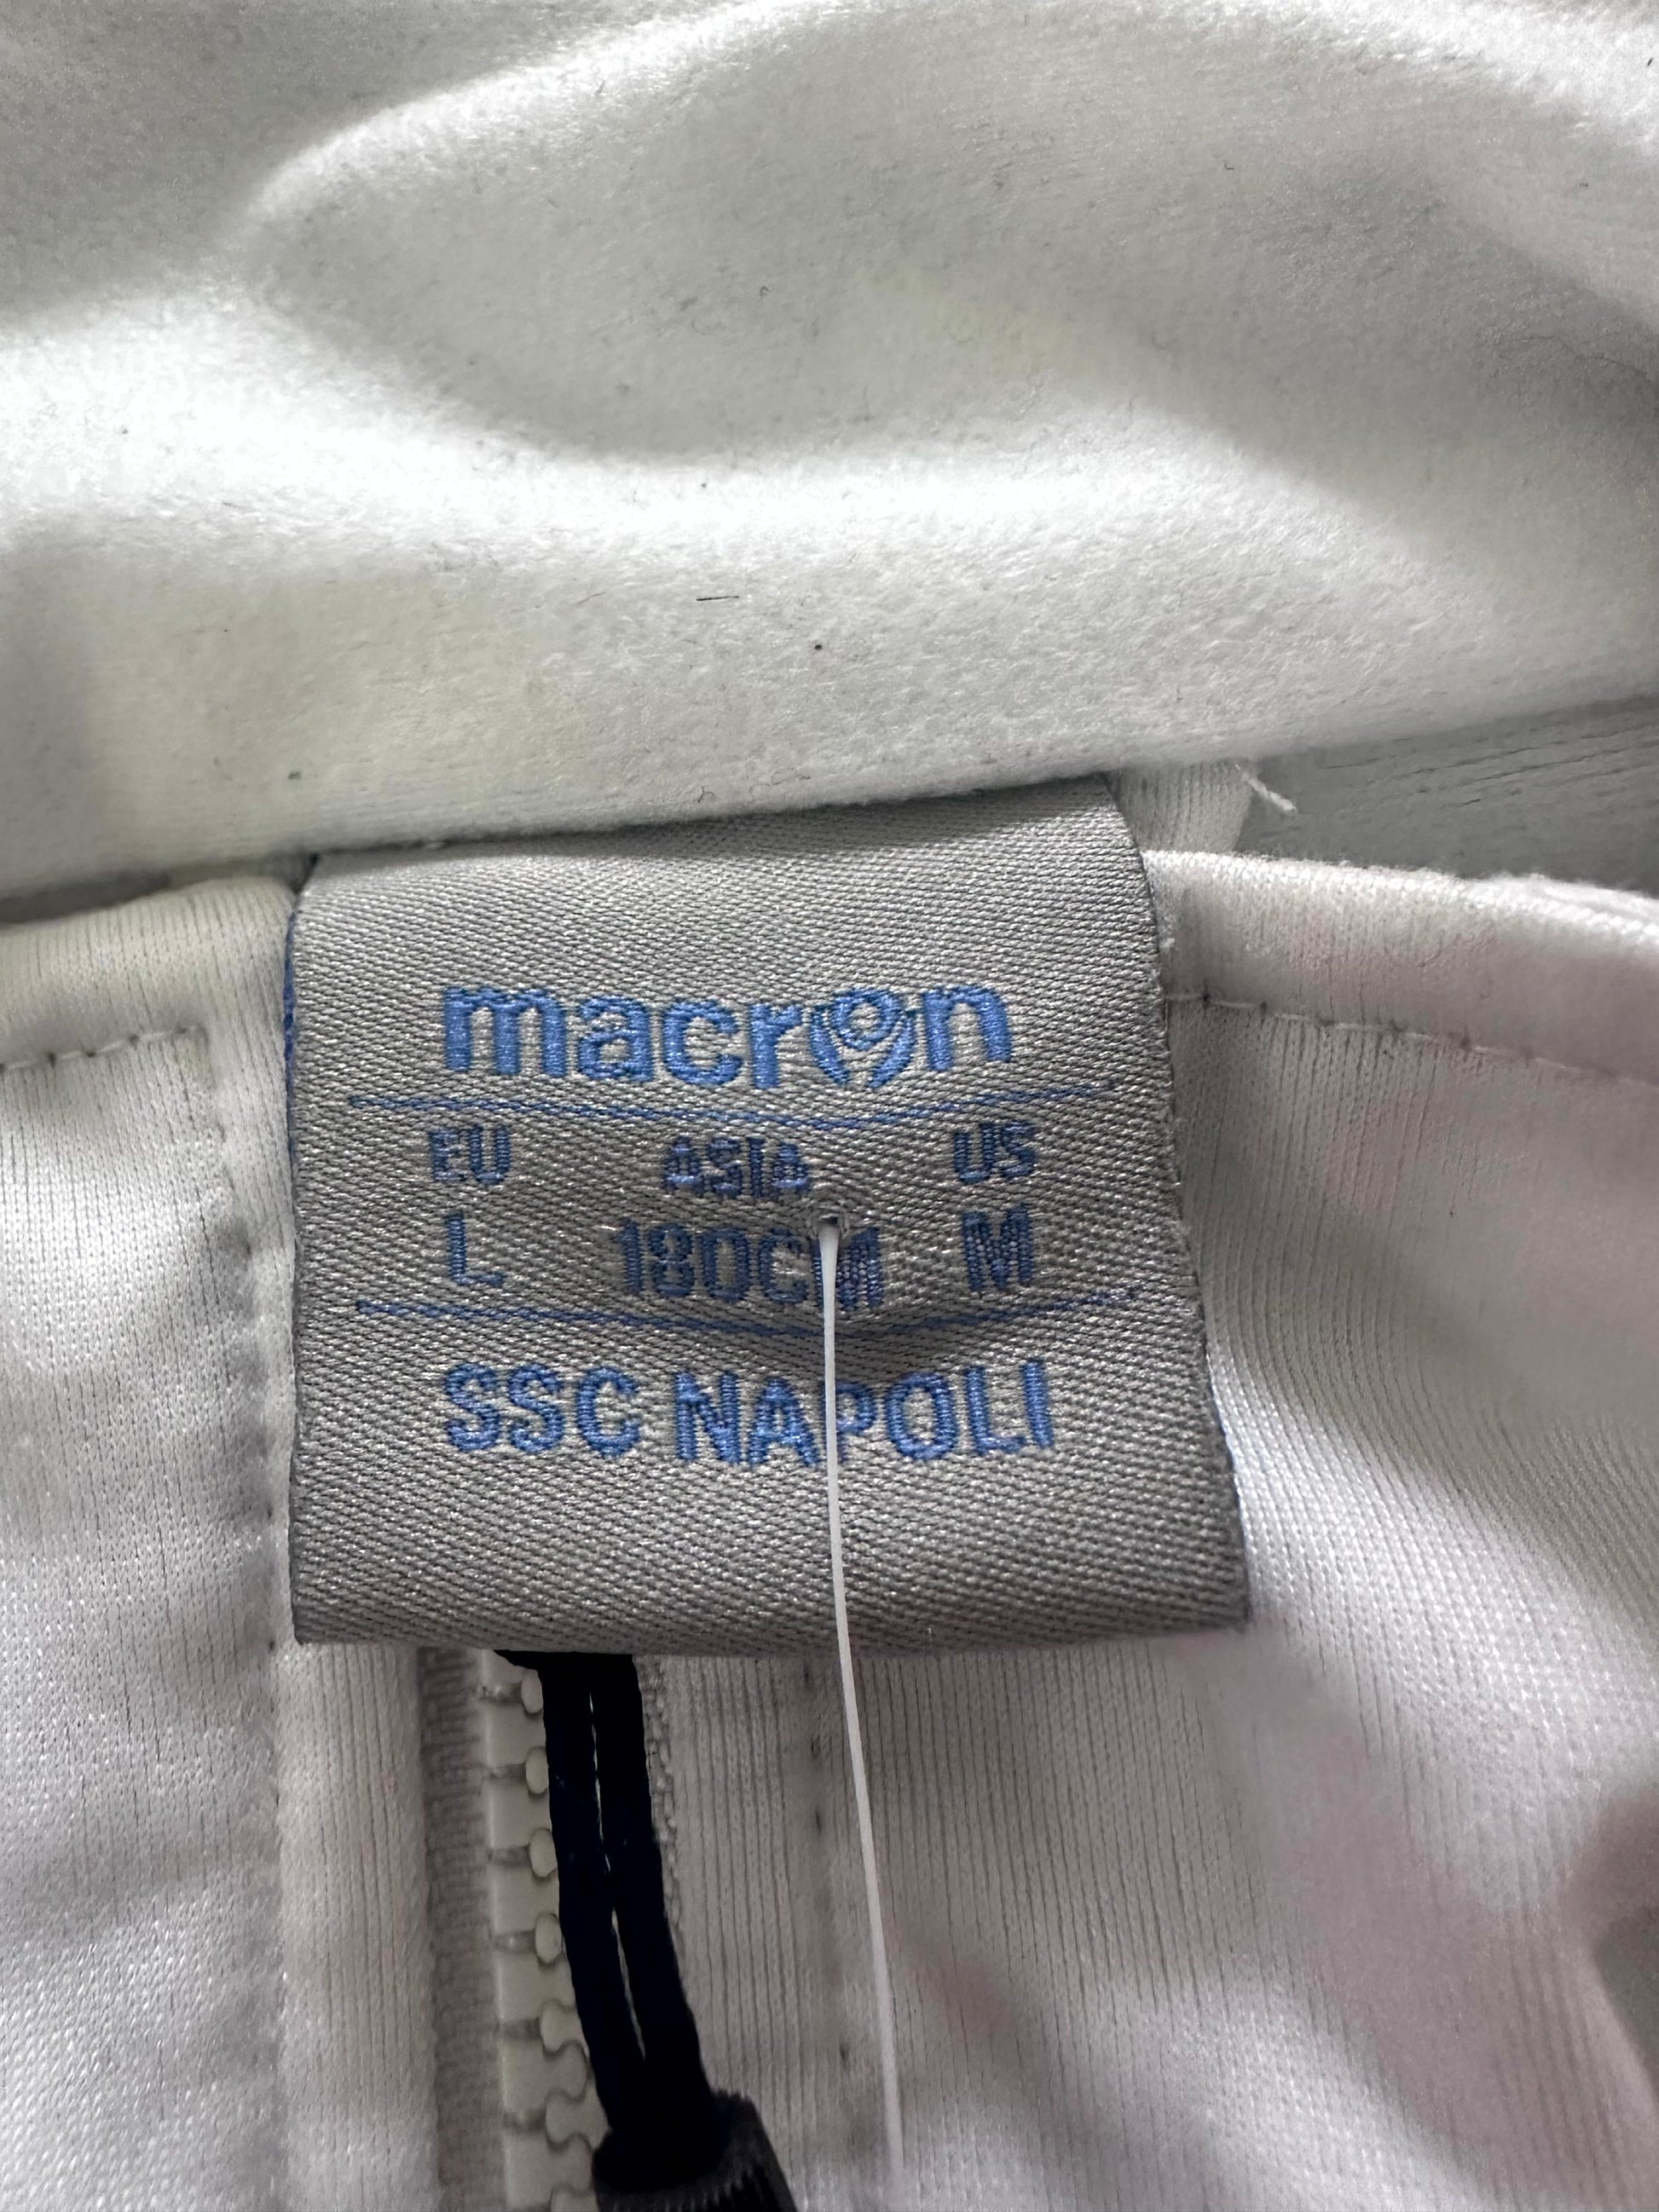 macron
EU ASIA US
L 180CM M
SSC NAPOLI